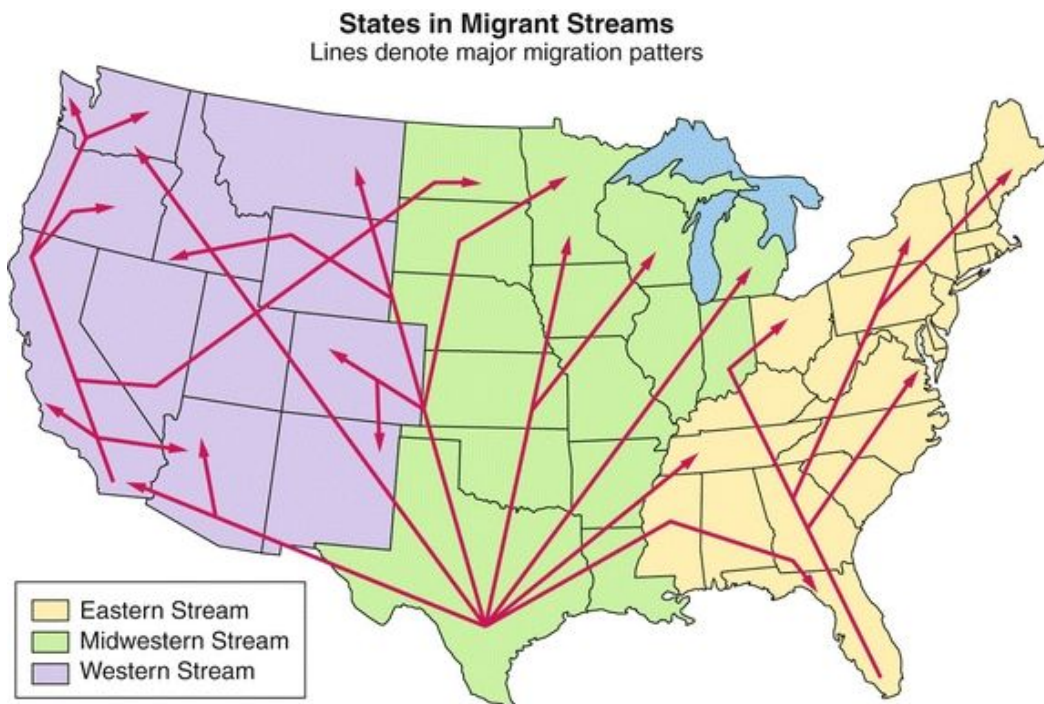 States in Migrant Streams
Lines denote major migration patters
Eastern Stream
Midwestern Stream
Western Stream